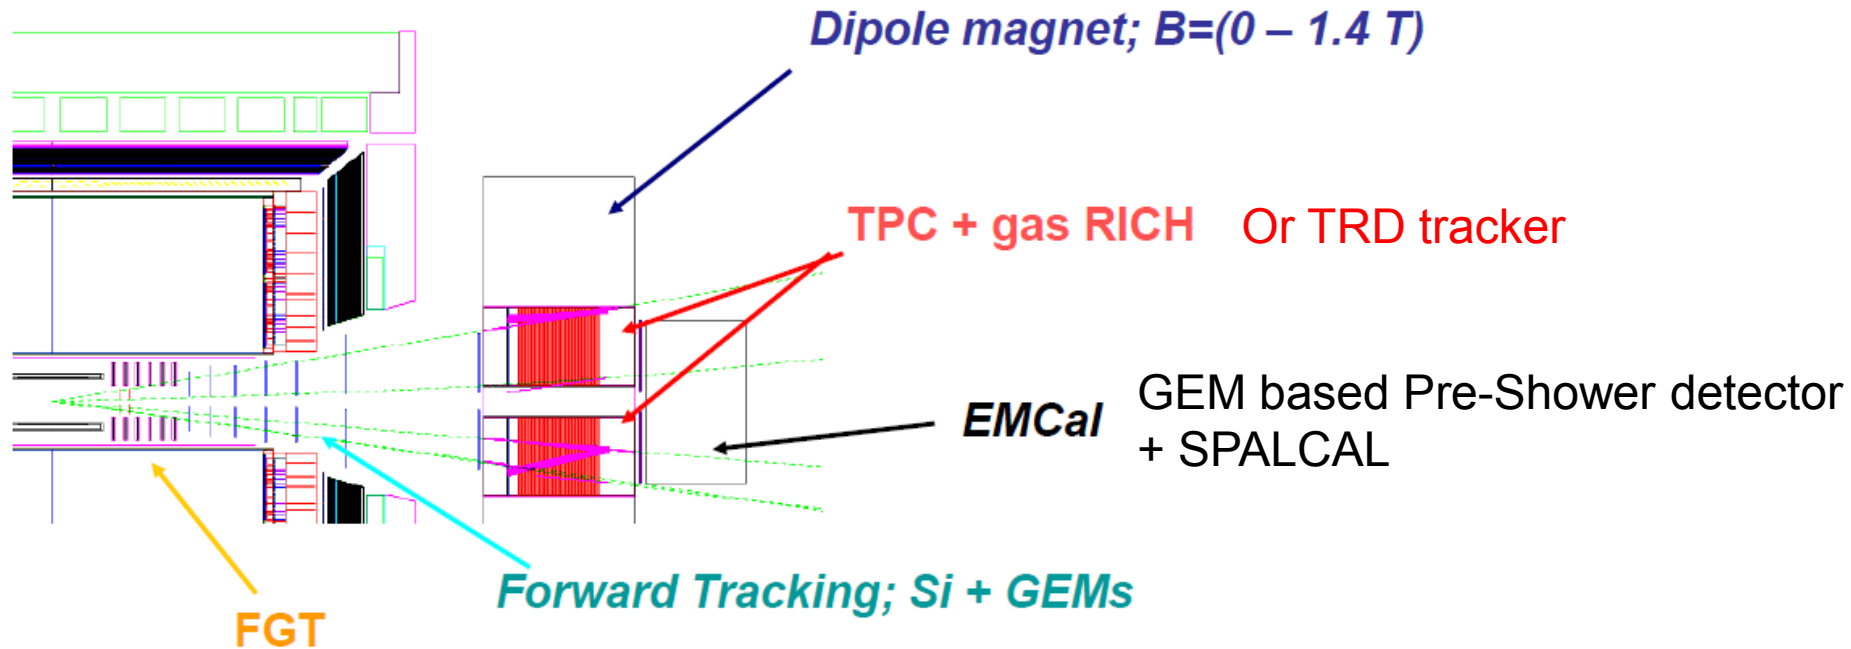 Dipole magnet; B=(0 – 1.4 T)
TPC + gas RICH Or TRD tracker
EMCal
GEM based Pre-Shower detector
+ SPALCAL
Forward Tracking; Si + GEMs
FGT